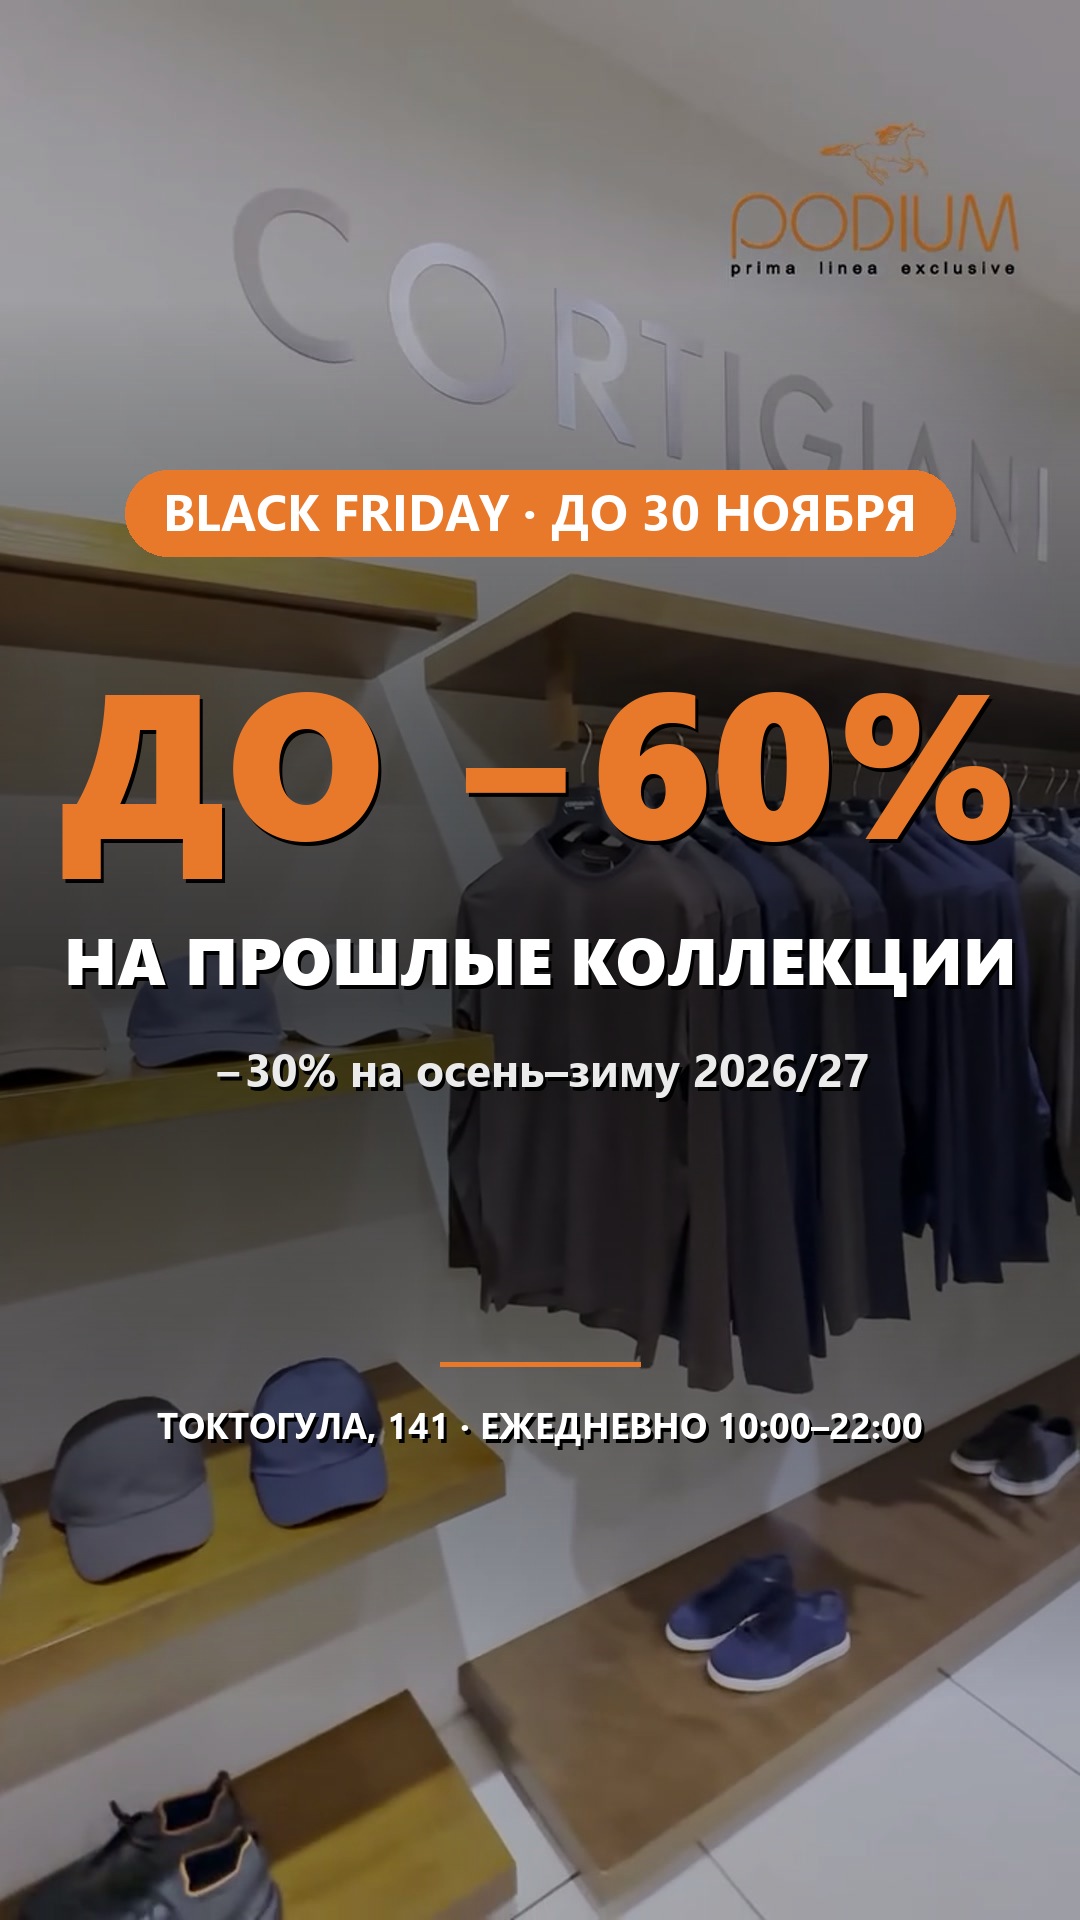 PODIUM
prima linea exclusive
CORTIGIANI
BLACK FRIDAY · ДО 30 НОЯБРЯ
ДО –60%
НА ПРОШЛЫЕ КОЛЛЕКЦИИ
–30% на осень–зиму 2026/27
ТОКТОГУЛА, 141 · ЕЖЕДНЕВНО 10:00–22:00